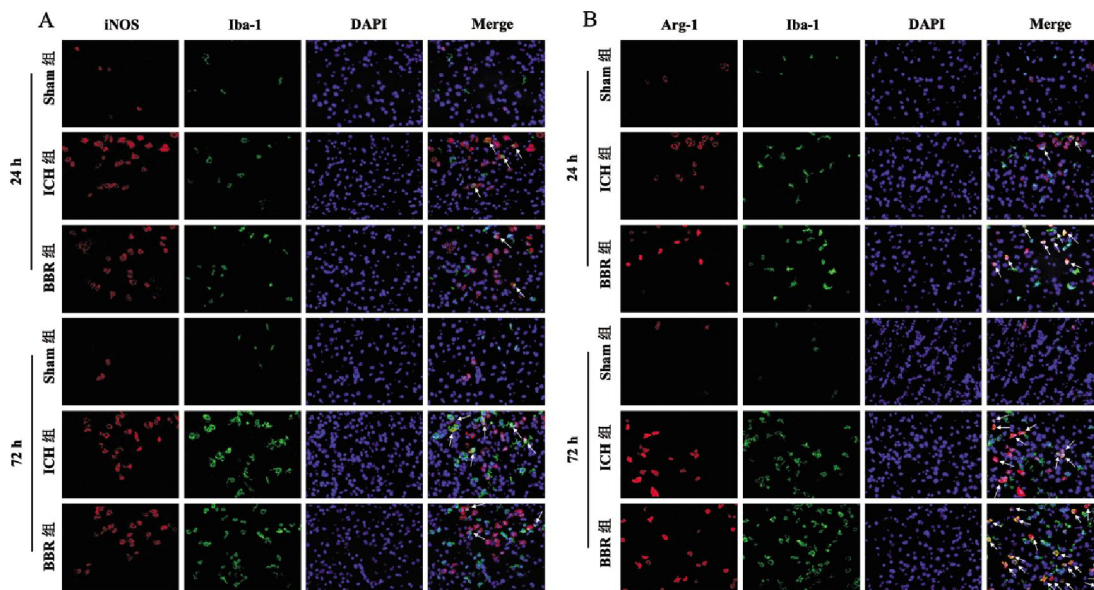 A
iNOS Iba-1 DAPI Merge
24 h
Sham 组
ICH 组
BBR 组
72 h
Sham 组
ICH 组
BBR 组
B
Arg-1 Iba-1 DAPI Merge
24 h
Sham 组
ICH 组
BBR 组
72 h
Sham 组
ICH 组
BBR 组